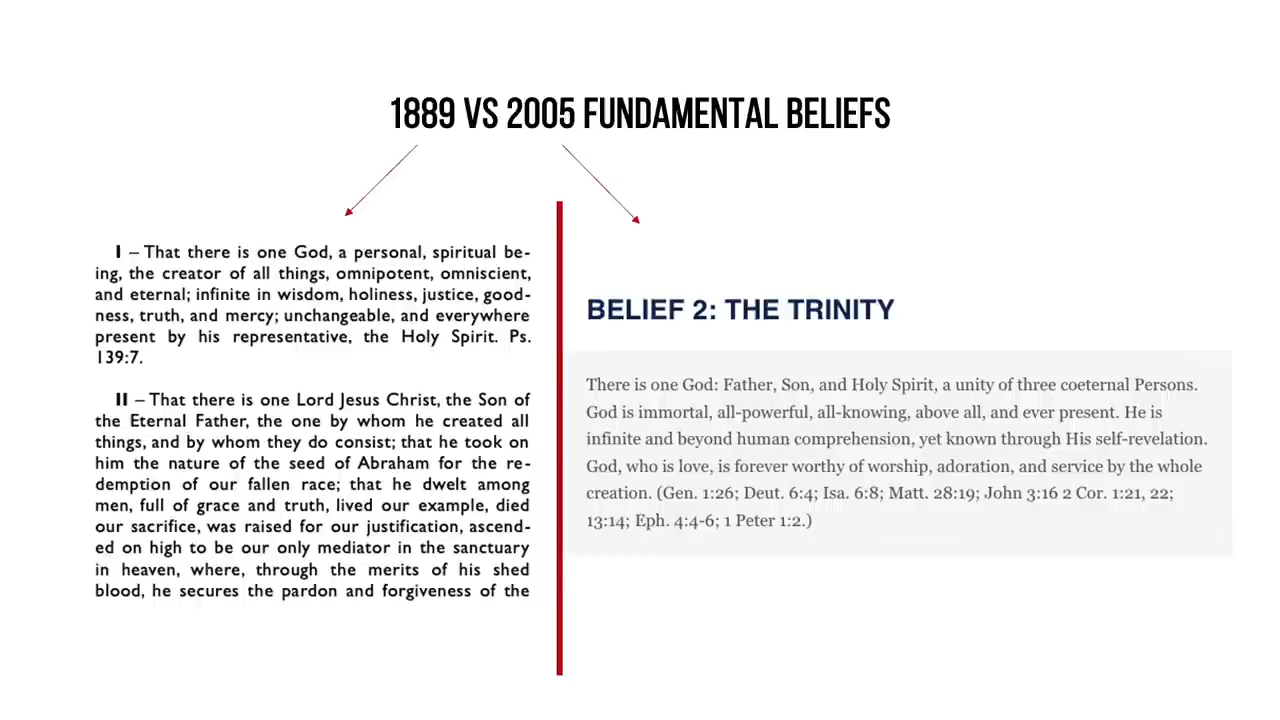 1889 VS 2005 FUNDAMENTAL BELIEFS
I – That there is one God, a personal, spiritual be-
ing, the creator of all things, omnipotent, omniscient,
and eternal; infinite in wisdom, holiness, justice, good-
ness, truth, and mercy; unchangeable, and everywhere
present by his representative, the Holy Spirit. Ps.
139:7.
II – That there is one Lord Jesus Christ, the Son of
the Eternal Father, the one by whom he created all
things, and by whom they do consist; that he took on
him the nature of the seed of Abraham for the re-
demption of our fallen race; that he dwelt among
men, full of grace and truth, lived our example, died
our sacrifice, was raised for our justification, ascend-
ed on high to be our only mediator in the sanctuary
in heaven, where, through the merits of his shed
blood, he secures the pardon and forgiveness of the
BELIEF 2: THE TRINITY
There is one God: Father, Son, and Holy Spirit, a unity of three coeternal Persons.
God is immortal, all-powerful, all-knowing, above all, and ever present. He is
infinite and beyond human comprehension, yet known through His self-revelation.
God, who is love, is forever worthy of worship, adoration, and service by the whole
creation. (Gen. 1:26; Deut. 6:4; Isa. 6:8; Matt. 28:19; John 3:16 2 Cor. 1:21, 22;
13:14; Eph. 4:4-6; 1 Peter 1:2.)